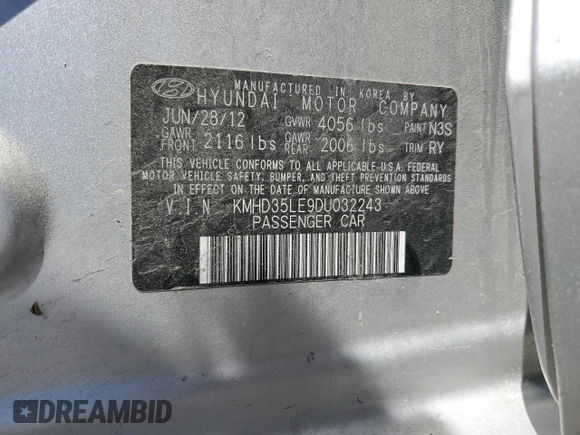 MANUFACTURED IN KOREA BY
HYUNDAI MOTOR COMPANY
JUN/28/12 GVWR 4056 lbs PAINT N3S
GAWR FRONT 2116 lbs GAWR REAR 2006 lbs TRIM RY
THIS VEHICLE CONFORMS TO ALL APPLICABLE U.S.A. FEDERAL
MOTOR VEHICLE SAFETY, BUMPER, AND THEFT PREVENTION
STANDARDS IN EFFECT ON THE DATE OF MANUFACTURE
SHOWN ABOVE
V.I.N KMHD35LE9DU032243
PASSENGER CAR
DREAMBID